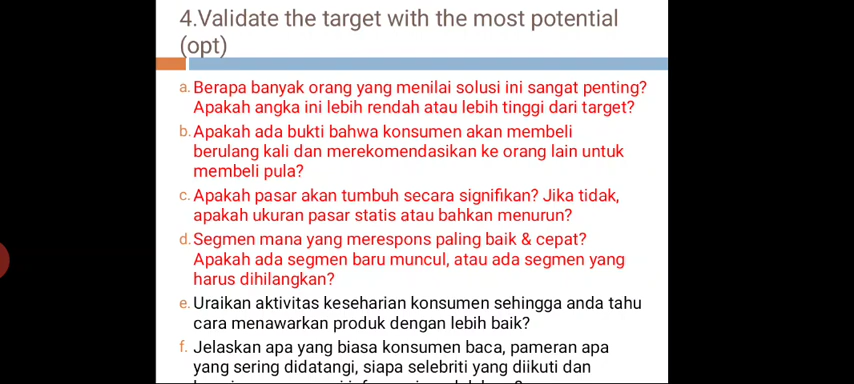 4.Validate the target with the most potential
(opt)
a. Berapa banyak orang yang menilai solusi ini sangat penting?
Apakah angka ini lebih rendah atau lebih tinggi dari target?
b. Apakah ada bukti bahwa konsumen akan membeli
berulang kali dan merekomendasikan ke orang lain untuk
membeli pula?
c. Apakah pasar akan tumbuh secara signifikan? Jika tidak,
apakah ukuran pasar statis atau bahkan menurun?
d. Segmen mana yang merespons paling baik & cepat?
Apakah ada segmen baru muncul, atau ada segmen yang
harus dihilangkan?
e. Uraikan aktivitas keseharian konsumen sehingga anda tahu
cara menawarkan produk dengan lebih baik?
f. Jelaskan apa yang biasa konsumen baca, pameran apa
yang sering didatangi, siapa selebriti yang diikuti dan